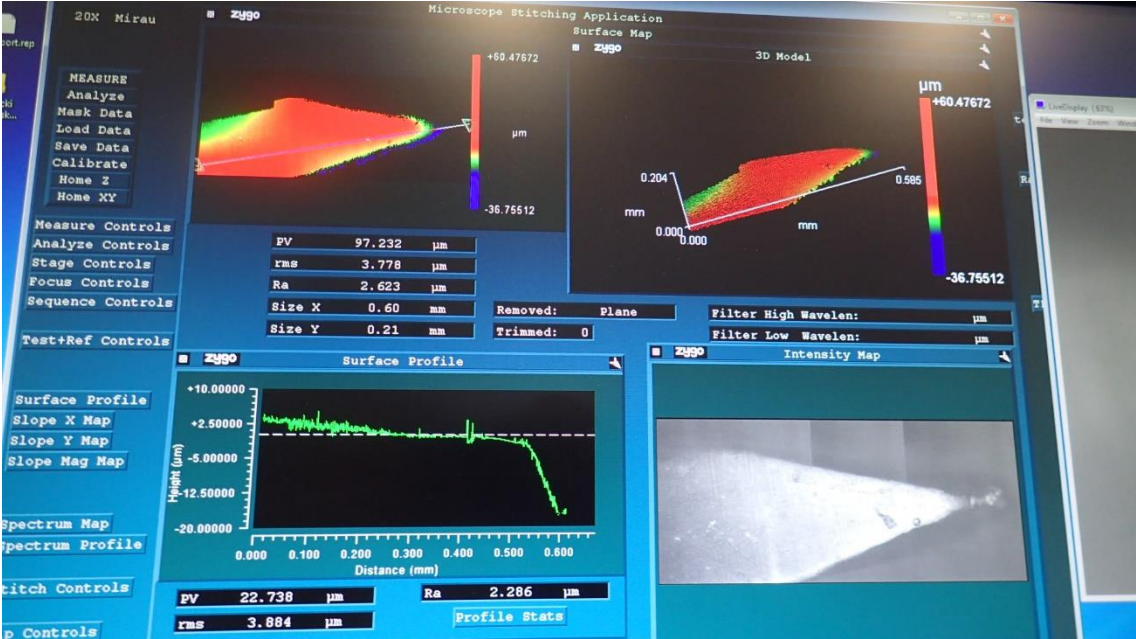 20X Mirau
zygo
Microscope Stitching Application
port.rep
MEASURE
Analyze
Mask Data
Load Data
Save Data
Calibrate
Home Z
Home XY
Measure Controls
Analyze Controls
Stage Controls
Focus Controls
Sequence Controls
Test+Ref Controls
Surface Profile
Slope X Map
Slope Y Map
Slope Mag Map
Spectrum Map
Spectrum Profile
titch Controls
p Controls
+60.47672
µm
-36.75512
Surface Map
zygo
3D Model
µm
+60.47672
0.204
mm
0.000
0.000
mm
0.585
-36.75512
PV 97.232 µm
rms 3.778 µm
Ra 2.623 µm
Size X 0.60 mm
Size Y 0.21 mm
Removed: Plane
Trimmed: 0
Filter High Wavelen: µm
Filter Low Wavelen: µm
zygo
Surface Profile
+10.00000
+2.50000
-5.00000
-12.50000
-20.00000
Height (µm)
0.000 0.100 0.200 0.300 0.400 0.500 0.600
Distance (mm)
PV 22.738 µm
rms 3.884 µm
Ra 2.286 µm
Profile Stats
zygo
Intensity Map
LiveDisplay (63%)
File View Zoom